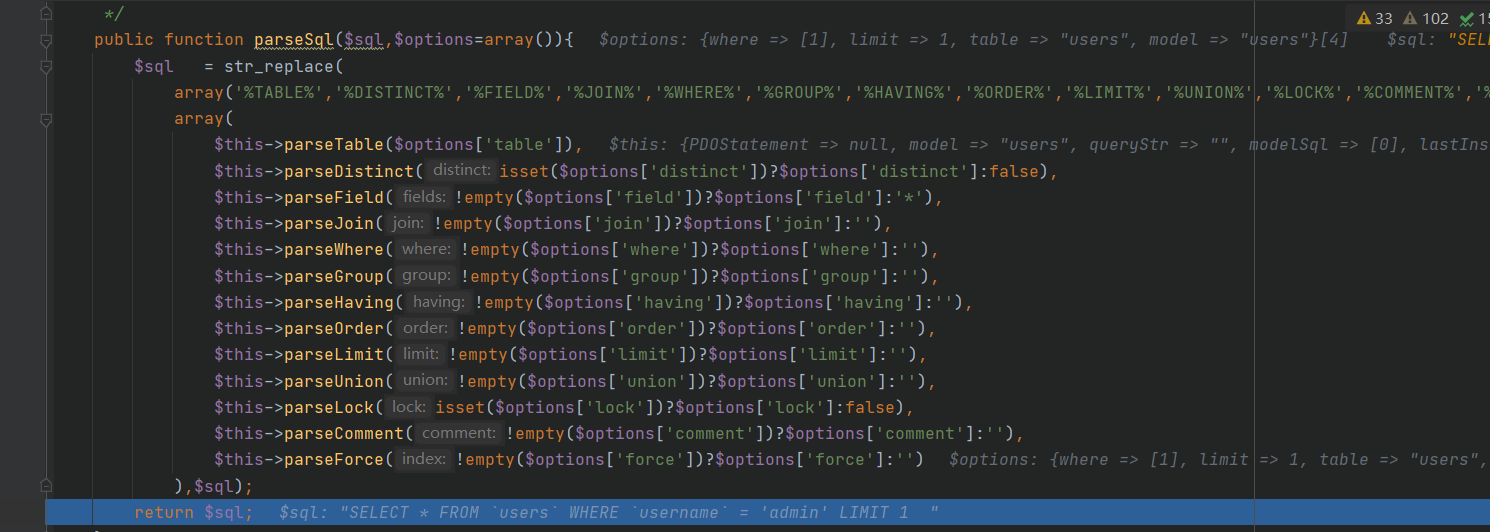 */
33 102 15
public function parseSql($sql,$options=array()){ $options: {where => [1], limit => 1, table => "users", model => "users"}[4] $sql: "SELE
$sql = str_replace(
array('%TABLE%','%DISTINCT%','%FIELD%','%JOIN%','%WHERE%','%GROUP%','%HAVING%','%ORDER%','%LIMIT%','%UNION%','%LOCK%','%COMMENT%','%
array(
$this->parseTable($options['table']), $this: {PDOStatement => null, model => "users", queryStr => "", modelSql => [0], lastIns
$this->parseDistinct( distinct: isset($options['distinct'])?$options['distinct']:false),
$this->parseField( fields: !empty($options['field'])?$options['field']:'*'),
$this->parseJoin( join: !empty($options['join'])?$options['join']:''),
$this->parseWhere( where: !empty($options['where'])?$options['where']:''),
$this->parseGroup( group: !empty($options['group'])?$options['group']:''),
$this->parseHaving( having: !empty($options['having'])?$options['having']:''),
$this->parseOrder( order: !empty($options['order'])?$options['order']:''),
$this->parseLimit( limit: !empty($options['limit'])?$options['limit']:''),
$this->parseUnion( union: !empty($options['union'])?$options['union']:''),
$this->parseLock( lock: isset($options['lock'])?$options['lock']:false),
$this->parseComment( comment: !empty($options['comment'])?$options['comment']:''),
$this->parseForce( index: !empty($options['force'])?$options['force']:'') $options: {where => [1], limit => 1, table => "users",
),$sql);
return $sql; $sql: "SELECT * FROM `users` WHERE `username` = 'admin' LIMIT 1  "